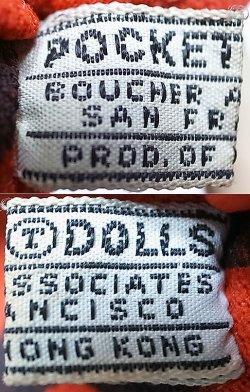 POCKET
BOUCHER A
SAN FR
PROD. OF
T DOLLS
SSOCIATES
NCISCO
HONG KONG